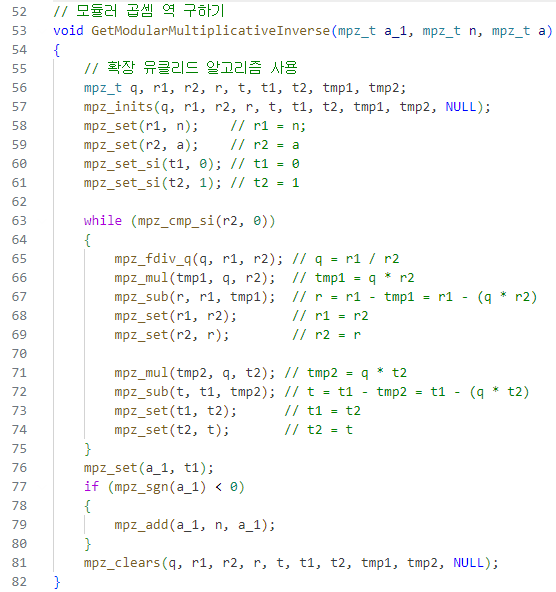 52 // 모듈러 곱셈 역 구하기
53 void GetModularMultiplicativeInverse(mpz_t a_1, mpz_t n, mpz_t a)
54 {
55     // 확장 유클리드 알고리즘 사용
56     mpz_t q, r1, r2, r, t, t1, t2, tmp1, tmp2;
57     mpz_inits(q, r1, r2, r, t, t1, t2, tmp1, tmp2, NULL);
58     mpz_set(r1, n);    // r1 = n;
59     mpz_set(r2, a);    // r2 = a
60     mpz_set_si(t1, 0); // t1 = 0
61     mpz_set_si(t2, 1); // t2 = 1
62
63     while (mpz_cmp_si(r2, 0))
64     {
65         mpz_fdiv_q(q, r1, r2); // q = r1 / r2
66         mpz_mul(tmp1, q, r2);  // tmp1 = q * r2
67         mpz_sub(r, r1, tmp1);  // r = r1 - tmp1 = r1 - (q * r2)
68         mpz_set(r1, r2);       // r1 = r2
69         mpz_set(r2, r);        // r2 = r
70
71         mpz_mul(tmp2, q, t2); // tmp2 = q * t2
72         mpz_sub(t, t1, tmp2); // t = t1 - tmp2 = t1 - (q * t2)
73         mpz_set(t1, t2);      // t1 = t2
74         mpz_set(t2, t);       // t2 = t
75     }
76     mpz_set(a_1, t1);
77     if (mpz_sgn(a_1) < 0)
78     {
79         mpz_add(a_1, n, a_1);
80     }
81     mpz_clears(q, r1, r2, r, t, t1, t2, tmp1, tmp2, NULL);
82 }